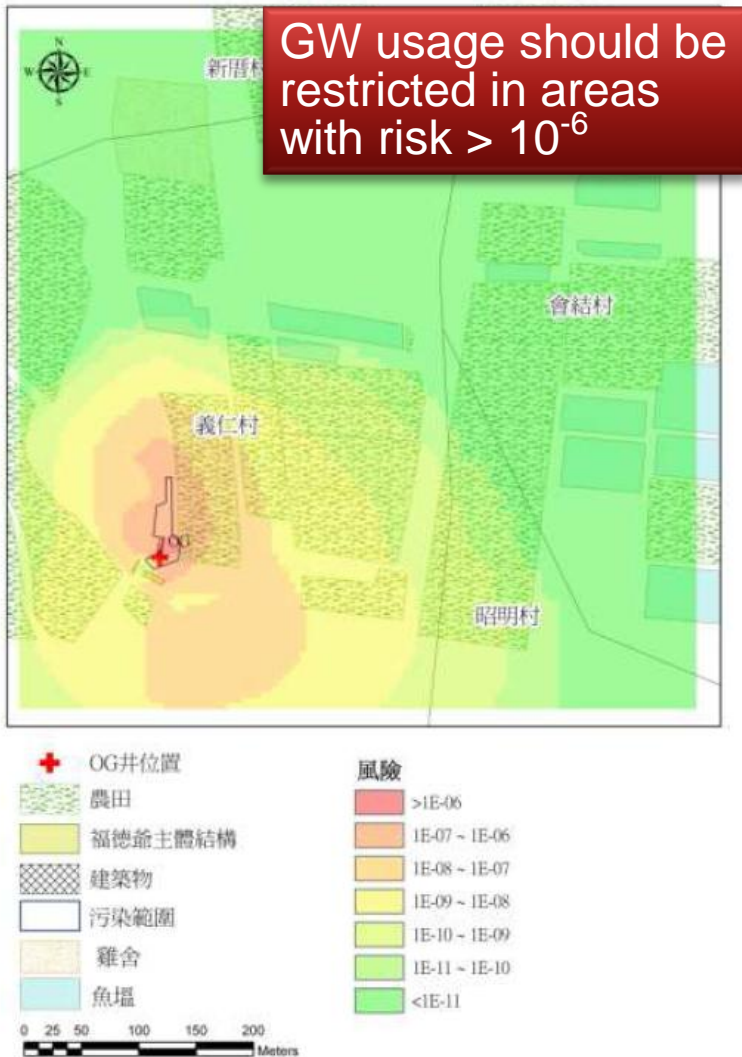 GW usage should be
restricted in areas
with risk > 10^-6
N
W E
S
新厝
會結村
義仁村
OG
昭明村
OG井位置
農田
福德爺主體結構
建築物
污染範圍
雞舍
魚塭
0 25 50 100 150 200
Meters
風險
>1E-06
1E-07 ~ 1E-06
1E-08 ~ 1E-07
1E-09 ~ 1E-08
1E-10 ~ 1E-09
1E-11 ~ 1E-10
<1E-11